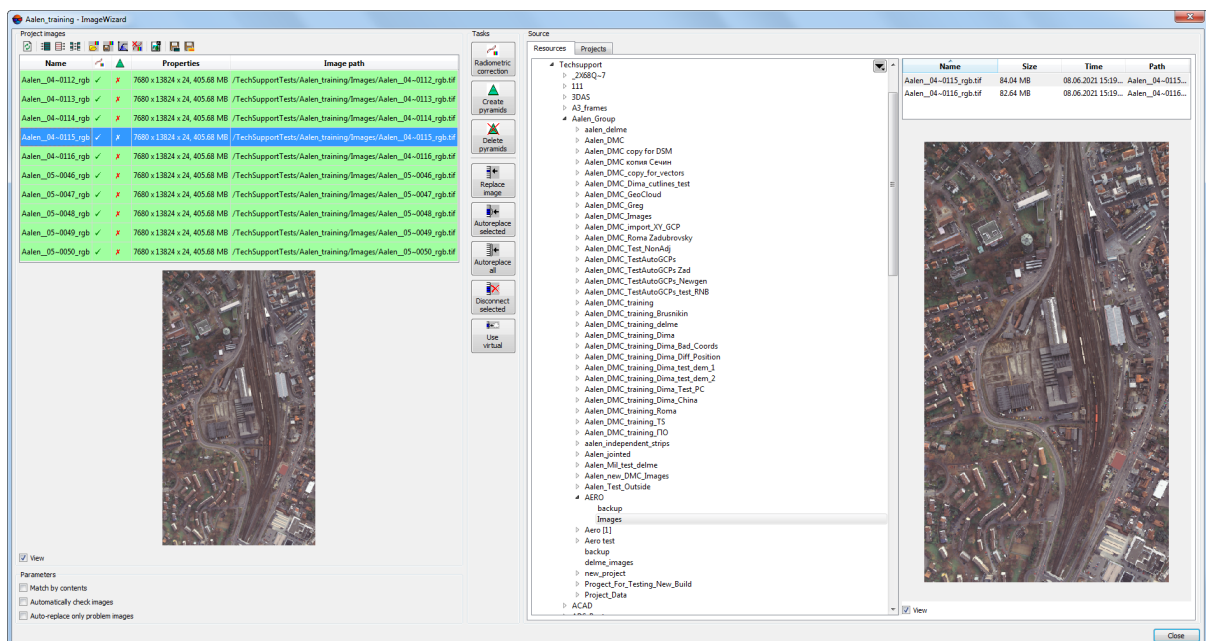 Aalen_training - ImageWizard
Project images
Name Properties Image path
Aalen__04~0112_rgb ✓ ✗ 7680 x 13824 x 24, 405.68 MB /TechSupportTests/Aalen_training/Images/Aalen__04~0112_rgb.tif
Aalen__04~0113_rgb ✓ ✗ 7680 x 13824 x 24, 405.68 MB /TechSupportTests/Aalen_training/Images/Aalen__04~0113_rgb.tif
Aalen__04~0114_rgb ✓ ✗ 7680 x 13824 x 24, 405.68 MB /TechSupportTests/Aalen_training/Images/Aalen__04~0114_rgb.tif
Aalen__04~0115_rgb ✓ ✗ 7680 x 13824 x 24, 405.68 MB /TechSupportTests/Aalen_training/Images/Aalen__04~0115_rgb.tif
Aalen__04~0116_rgb ✓ ✗ 7680 x 13824 x 24, 405.68 MB /TechSupportTests/Aalen_training/Images/Aalen__04~0116_rgb.tif
Aalen__05~0046_rgb ✓ ✗ 7680 x 13824 x 24, 405.68 MB /TechSupportTests/Aalen_training/Images/Aalen__05~0046_rgb.tif
Aalen__05~0047_rgb ✓ ✗ 7680 x 13824 x 24, 405.68 MB /TechSupportTests/Aalen_training/Images/Aalen__05~0047_rgb.tif
Aalen__05~0048_rgb ✓ ✗ 7680 x 13824 x 24, 405.68 MB /TechSupportTests/Aalen_training/Images/Aalen__05~0048_rgb.tif
Aalen__05~0049_rgb ✓ ✗ 7680 x 13824 x 24, 405.68 MB /TechSupportTests/Aalen_training/Images/Aalen__05~0049_rgb.tif
Aalen__05~0050_rgb ✓ ✗ 7680 x 13824 x 24, 405.68 MB /TechSupportTests/Aalen_training/Images/Aalen__05~0050_rgb.tif
View
Parameters
Match by contents
Automatically check images
Auto-replace only problem images
Tasks
Radiometric
correction
Create
pyramids
Delete
pyramids
Replace
image
Autoreplace
selected
Autoreplace
all
Disconnect
selected
Use
virtual
Source
Resources Projects
Techsupport
_2X68Q~7
111
3DAS
A3_frames
Aalen_Group
aalen_delme
Aalen_DMC
Aalen_DMC copy for DSM
Aalen_DMC копия Сечин
Aalen_DMC_copy_for_vectors
Aalen_DMC_Dima_cutlines_test
Aalen_DMC_GeoCloud
Aalen_DMC_Greg
Aalen_DMC_Images
Aalen_DMC_import_XY_GCP
Aalen_DMC_Roma Zadubrovsky
Aalen_DMC_Test_NonAdj
Aalen_DMC_TestAutoGCPs
Aalen_DMC_TestAutoGCPs Zad
Aalen_DMC_TestAutoGCPs_Newgen
Aalen_DMC_TestAutoGCPs_test_RNB
Aalen_DMC_training
Aalen_DMC_training_Brusnikin
Aalen_DMC_training_delme
Aalen_DMC_training_Dima
Aalen_DMC_training_Dima_Bad_Coords
Aalen_DMC_training_Dima_Diff_Position
Aalen_DMC_training_Dima_test_dem_1
Aalen_DMC_training_Dima_test_dem_2
Aalen_DMC_training_Dima_Test_PC
Aalen_DMC_training_Dima_China
Aalen_DMC_training_Roma
Aalen_DMC_training_TS
Aalen_DMC_training_ПО
aalen_independent_strips
Aalen_jointed
Aalen_Mil_test_delme
Aalen_new_DMC_Images
Aalen_Test_Outside
AERO
backup
Images
Aero [1]
Aero test
backup
delme_images
new_project
Progect_For_Testing_New_Build
Project_Data
ACAD
Name Size Time Path
Aalen__04~0115_rgb.tif 84.04 MB 08.06.2021 15:19... Aalen__04~0115...
Aalen__04~0116_rgb.tif 82.64 MB 08.06.2021 15:19... Aalen__04~0116...
View
Close